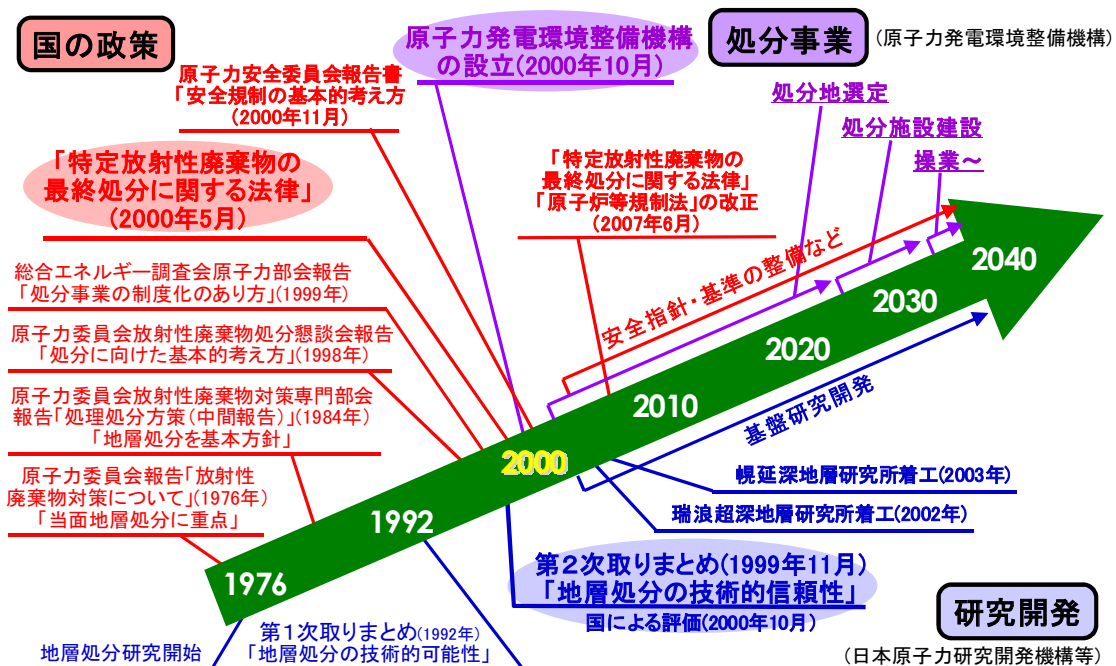 国の政策
原子力発電環境整備機構
の設立(2000年10月)
処分事業
(原子力発電環境整備機構)
原子力安全委員会報告書
「安全規制の基本的考え方
(2000年11月)
処分地選定
処分施設建設
操業～
「特定放射性廃棄物の
最終処分に関する法律」
(2000年5月)
「特定放射性廃棄物の
最終処分に関する法律」
「原子炉等規制法」の改正
(2007年6月)
総合エネルギー調査会原子力部会報告
「処分事業の制度化のあり方」(1999年)
原子力委員会放射性廃棄物処分懇談会報告
「処分に向けた基本的考え方」(1998年)
原子力委員会放射性廃棄物対策専門部会
報告「処理処分方策(中間報告)」(1984年)
「地層処分を基本方針」
原子力委員会報告「放射性
廃棄物対策について」(1976年)
「当面地層処分に重点」
安全指針・基準の整備など
基盤研究開発
1976
1992
2000
2010
2020
2030
2040
幌延深地層研究所着工(2003年)
瑞浪超深地層研究所着工(2002年)
第２次取りまとめ(1999年11月)
「地層処分の技術的信頼性」
国による評価(2000年10月)
地層処分研究開始
第１次取りまとめ(1992年)
「地層処分の技術的可能性」
研究開発
(日本原子力研究開発機構等)